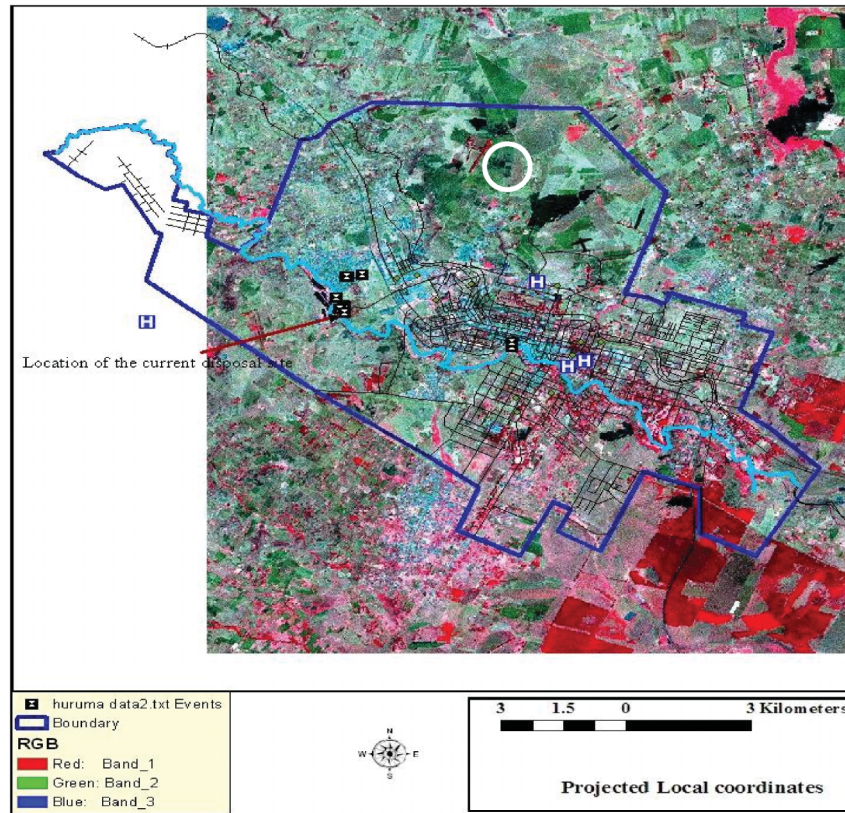 H
H
H H
Location of the current disposal site
huruma data2.txt Events
Boundary
RGB
Red: Band_1
Green: Band_2
Blue: Band_3
N
W E
S
3 1.5 0 3 Kilometers
Projected Local coordinates